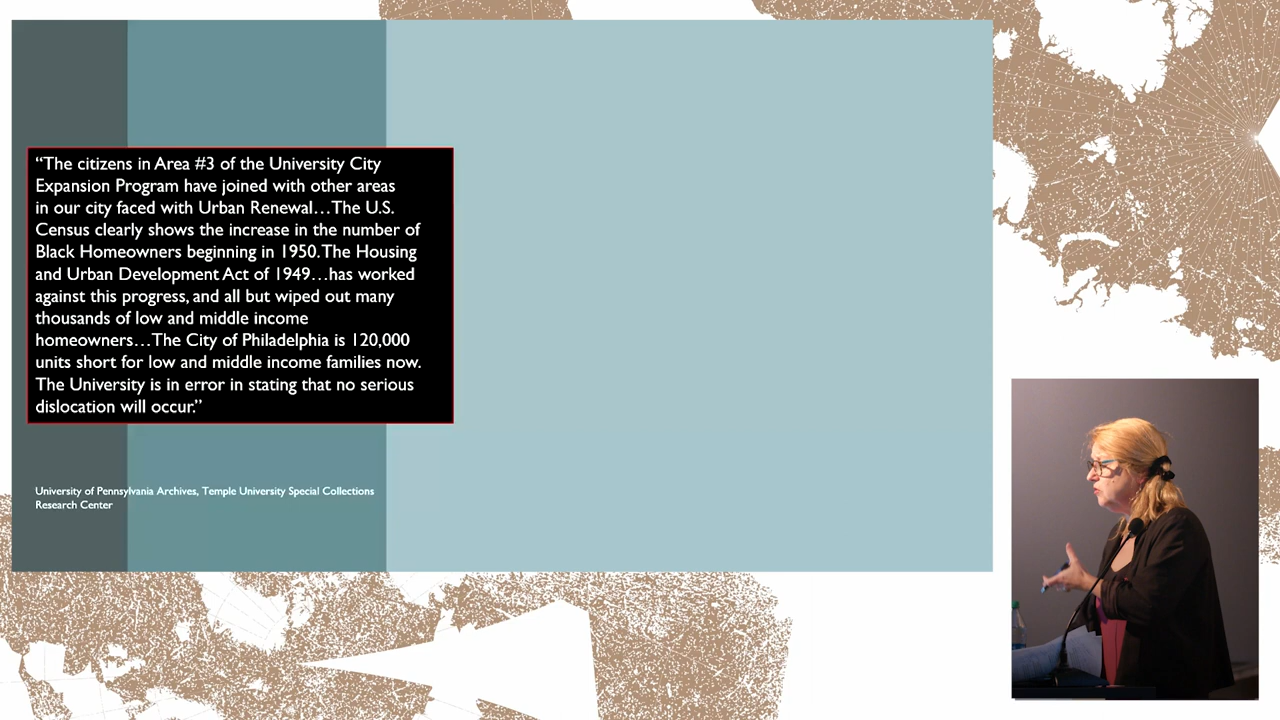 “The citizens in Area #3 of the University City
Expansion Program have joined with other areas
in our city faced with Urban Renewal…The U.S.
Census clearly shows the increase in the number of
Black Homeowners beginning in 1950. The Housing
and Urban Development Act of 1949…has worked
against this progress, and all but wiped out many
thousands of low and middle income
homeowners…The City of Philadelphia is 120,000
units short for low and middle income families now.
The University is in error in stating that no serious
dislocation will occur.”
University of Pennsylvania Archives, Temple University Special Collections
Research Center